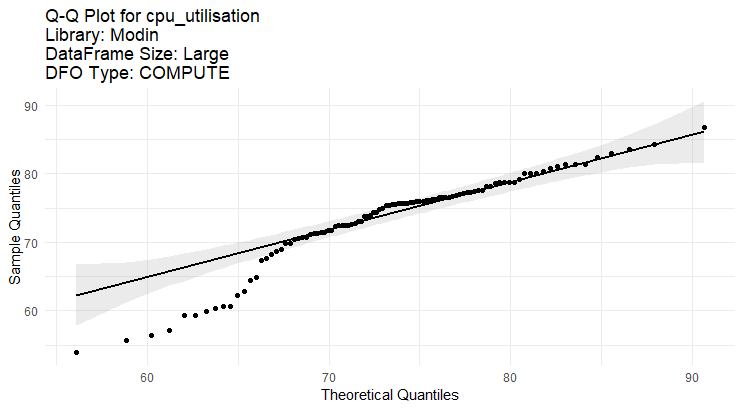 Q-Q Plot for cpu_utilisation
Library: Modin
DataFrame Size: Large
DFO Type: COMPUTE
90
80
70
60
Sample Quantiles
60 70 80 90
Theoretical Quantiles